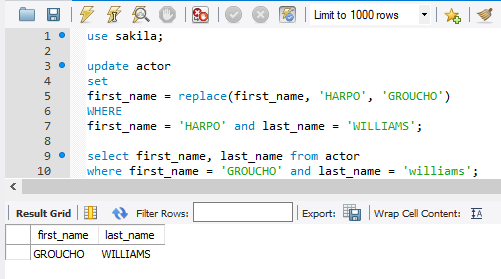 Limit to 1000 rows
1 use sakila;
2
3 update actor
4 set
5 first_name = replace(first_name, 'HARPO', 'GROUCHO')
6 WHERE
7 first_name = 'HARPO' and last_name = 'WILLIAMS';
8
9 select first_name, last_name from actor
10 where first_name = 'GROUCHO' and last_name = 'williams';
Result Grid Filter Rows: Export: Wrap Cell Content: IA
first_name last_name
GROUCHO WILLIAMS